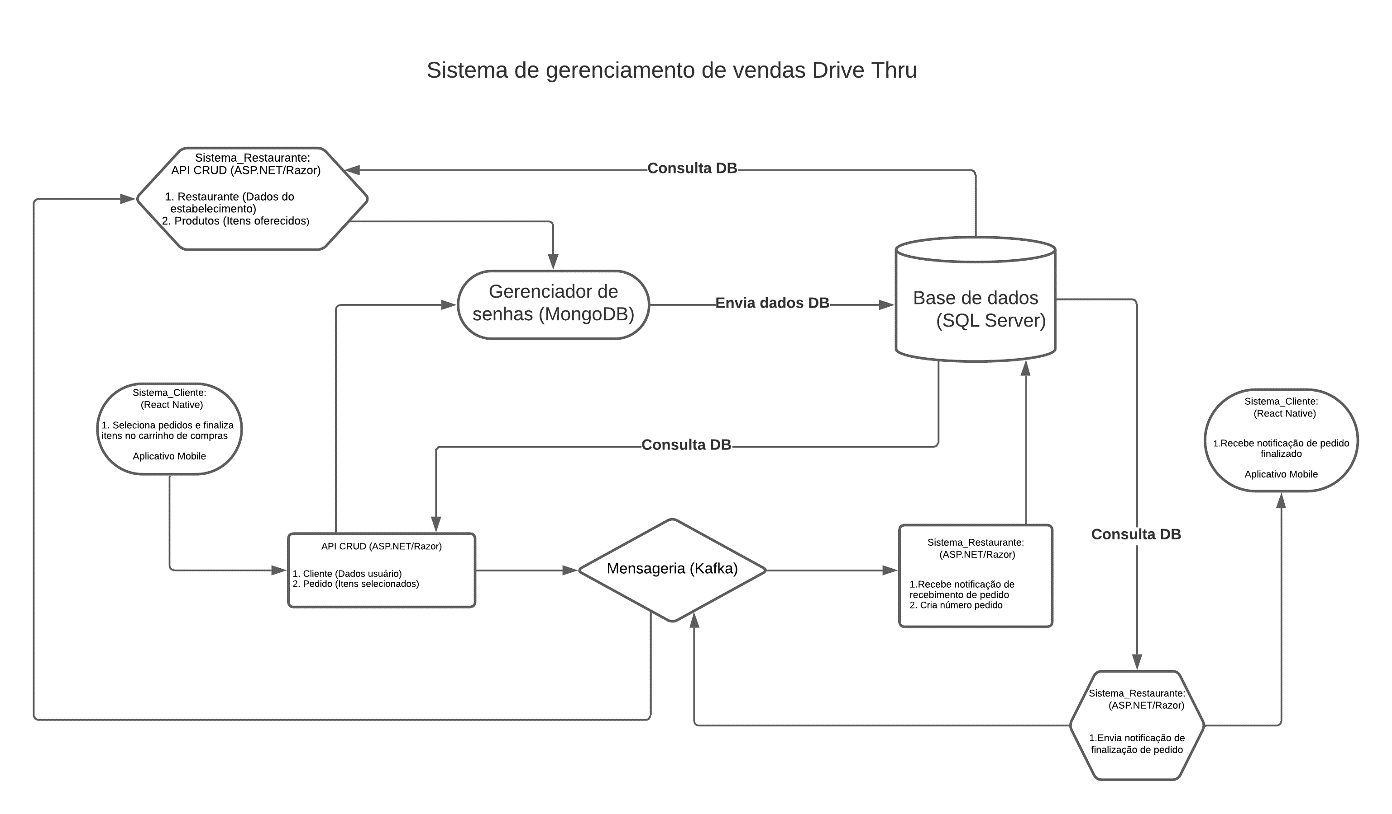 Sistema de gerenciamento de vendas Drive Thru
Sistema_Restaurante:
API CRUD (ASP.NET/Razor)
1. Restaurante (Dados do
estabelecimento)
2. Produtos (Itens oferecidos)
Consulta DB
Gerenciador de
senhas (MongoDB)
Envia dados DB
Base de dados
(SQL Server)
Sistema_Cliente:
(React Native)
1. Seleciona pedidos e finaliza
itens no carrinho de compras
Aplicativo Mobile
Consulta DB
Sistema_Cliente:
(React Native)
1.Recebe notificação de pedido
finalizado
Aplicativo Mobile
API CRUD (ASP.NET/Razor)
1. Cliente (Dados usuário)
2. Pedido (Itens selecionados)
Mensageria (Kafka)
Sistema_Restaurante:
(ASP.NET/Razor)
1.Recebe notificação de
recebimento de pedido
2. Cria número pedido
Consulta DB
Sistema_Restaurante:
(ASP.NET/Razor)
1.Envia notificação de
finalização de pedido